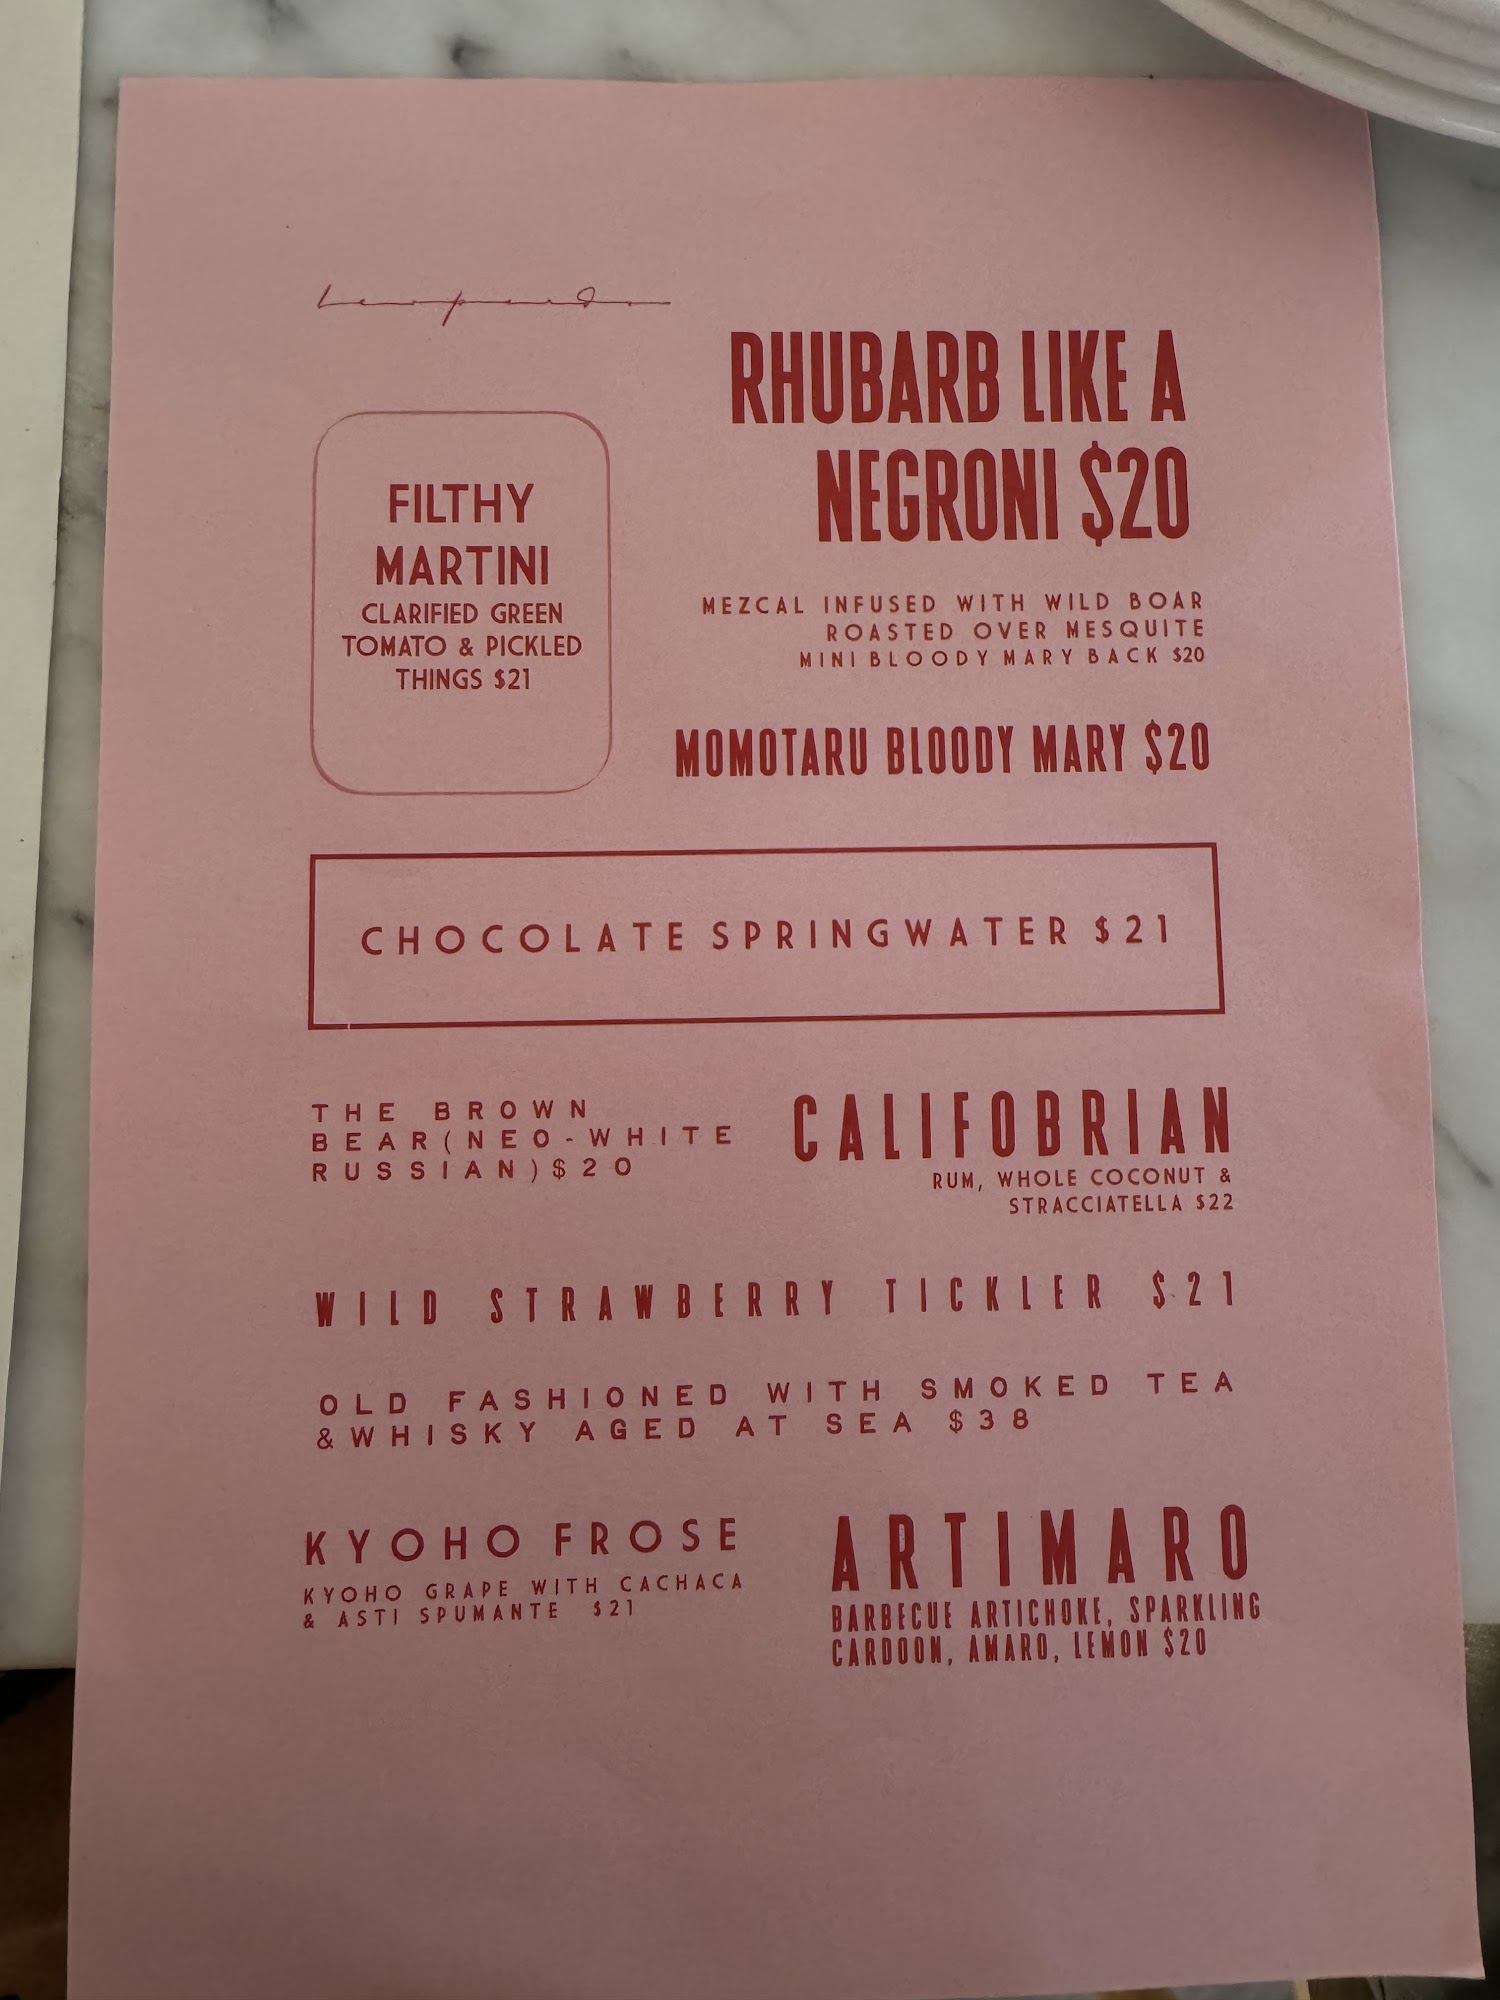 Leopardo
FILTHY
MARTINI
CLARIFIED GREEN
TOMATO & PICKLED
THINGS $21
RHUBARB LIKE A
NEGRONI $20
MEZCAL INFUSED WITH WILD BOAR
ROASTED OVER MESQUITE
MINI BLOODY MARY BACK $20
MOMOTARU BLOODY MARY $20
CHOCOLATE SPRINGWATER $21
THE BROWN
BEAR(NEO-WHITE
RUSSIAN)$20
CALIFOBRIAN
RUM, WHOLE COCONUT &
STRACCIATELLA $22
WILD STRAWBERRY TICKLER $21
OLD FASHIONED WITH SMOKED TEA
&WHISKY AGED AT SEA $38
KYOHO FROSE
KYOHO GRAPE WITH CACHACA
& ASTI SPUMANTE $21
ARTIMARO
BARBECUE ARTICHOKE, SPARKLING
CARDOON, AMARO, LEMON $20